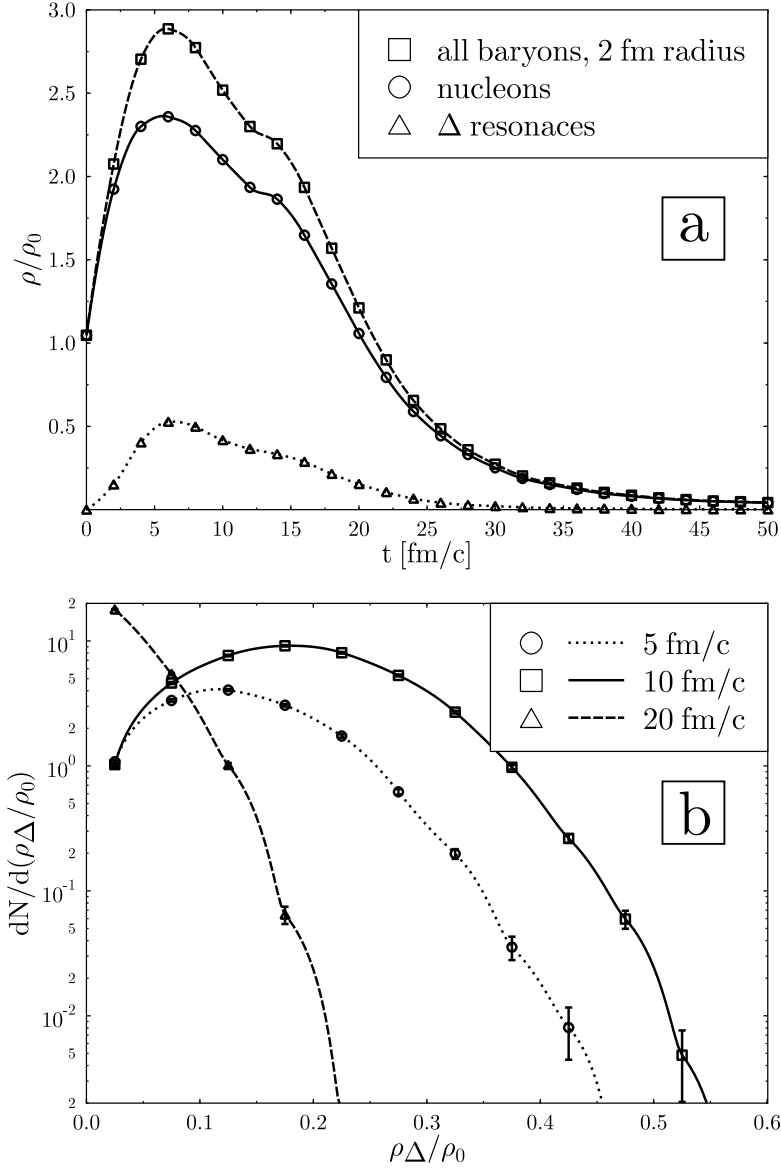 3.0
2.5
2.0
1.5
1.0
0.5
ρ/ρ0
all baryons, 2 fm radius
nucleons
Δ resonaces
a
0 5 10 15 20 25 30 35 40 45 50
t [fm/c]
2
10^1
5
2
10^0
5
2
10^-1
5
2
10^-2
5
2
dN/d(ρΔ/ρ0)
5 fm/c
10 fm/c
20 fm/c
b
0.0 0.1 0.2 0.3 0.4 0.5 0.6
ρΔ/ρ0